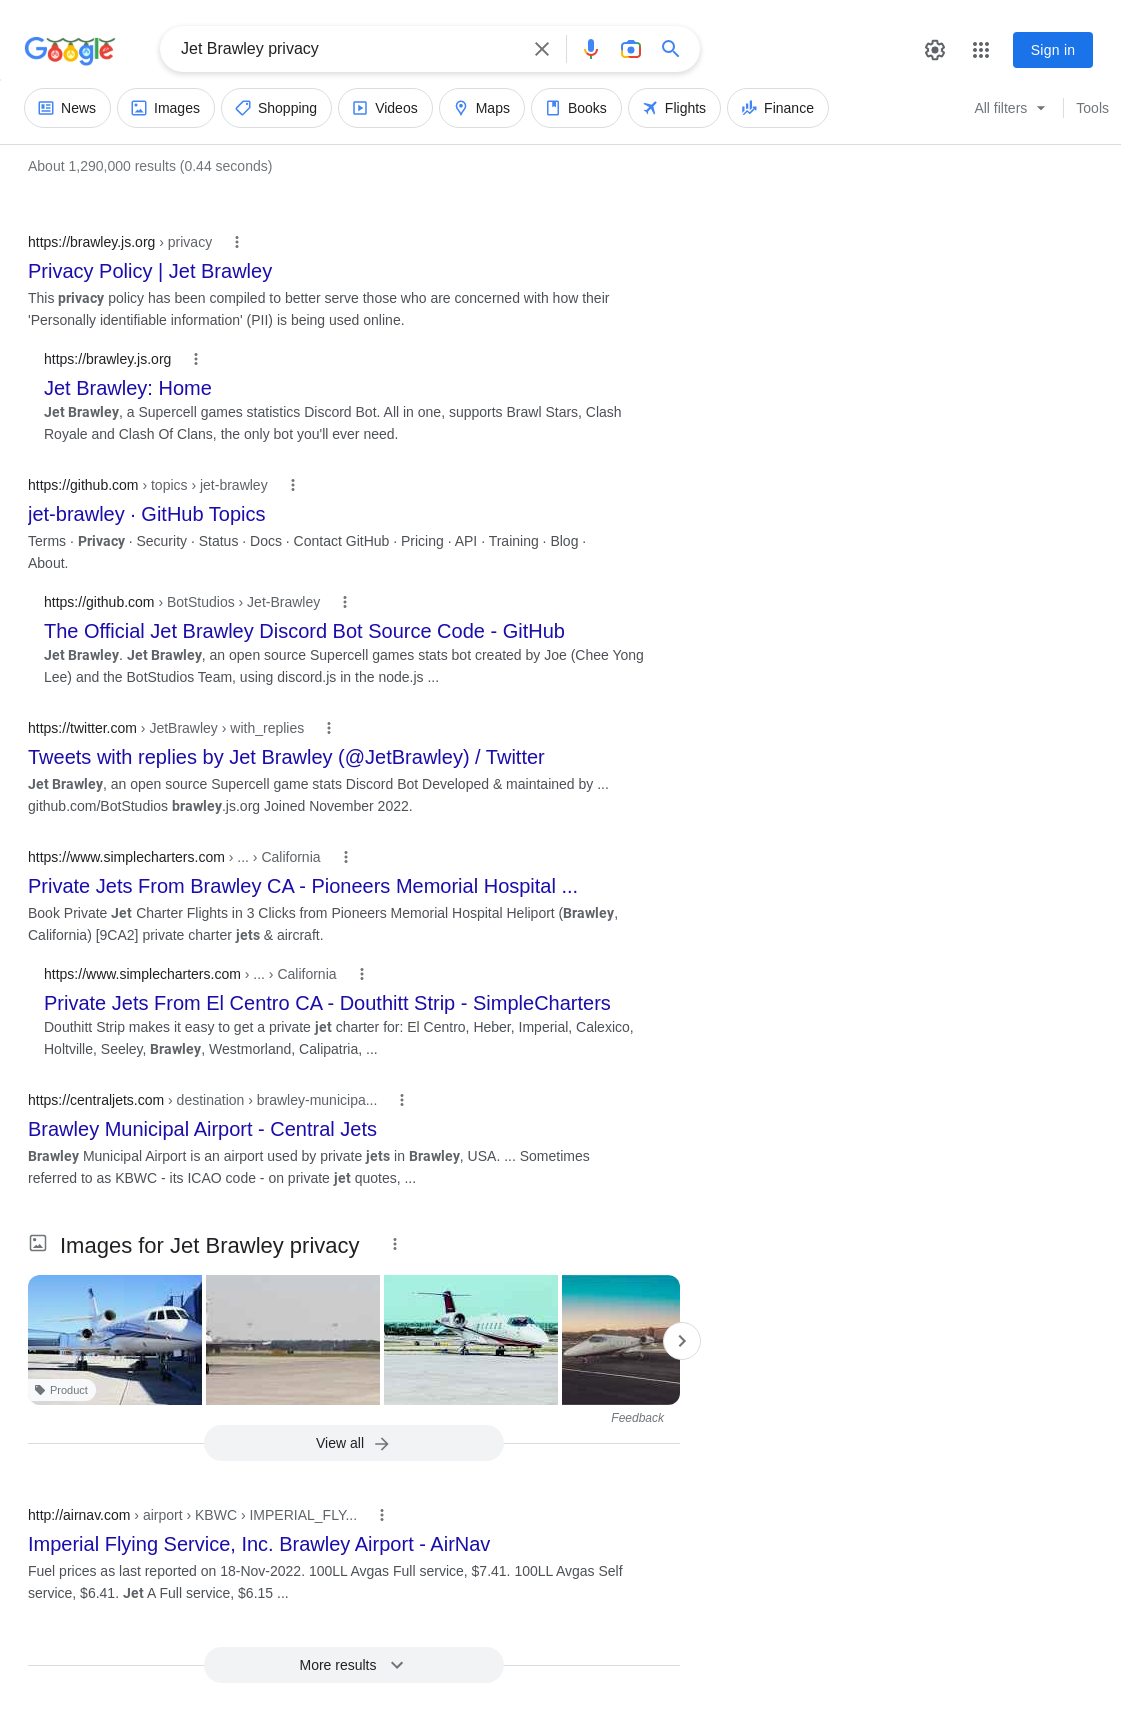 Google
Jet Brawley privacy
Sign in
News
Images
Shopping
Videos
Maps
Books
Flights
Finance
All filters
Tools
About 1,290,000 results (0.44 seconds)
https://brawley.js.org › privacy
Privacy Policy | Jet Brawley
This privacy policy has been compiled to better serve those who are concerned with how their
'Personally identifiable information' (PII) is being used online.
https://brawley.js.org
Jet Brawley: Home
Jet Brawley, a Supercell games statistics Discord Bot. All in one, supports Brawl Stars, Clash
Royale and Clash Of Clans, the only bot you'll ever need.
https://github.com › topics › jet-brawley
jet-brawley · GitHub Topics
Terms · Privacy · Security · Status · Docs · Contact GitHub · Pricing · API · Training · Blog ·
About.
https://github.com › BotStudios › Jet-Brawley
The Official Jet Brawley Discord Bot Source Code - GitHub
Jet Brawley. Jet Brawley, an open source Supercell games stats bot created by Joe (Chee Yong
Lee) and the BotStudios Team, using discord.js in the node.js ...
https://twitter.com › JetBrawley › with_replies
Tweets with replies by Jet Brawley (@JetBrawley) / Twitter
Jet Brawley, an open source Supercell game stats Discord Bot Developed & maintained by ...
github.com/BotStudios brawley.js.org Joined November 2022.
https://www.simplecharters.com › ... › California
Private Jets From Brawley CA - Pioneers Memorial Hospital ...
Book Private Jet Charter Flights in 3 Clicks from Pioneers Memorial Hospital Heliport (Brawley,
California) [9CA2] private charter jets & aircraft.
https://www.simplecharters.com › ... › California
Private Jets From El Centro CA - Douthitt Strip - SimpleCharters
Douthitt Strip makes it easy to get a private jet charter for: El Centro, Heber, Imperial, Calexico,
Holtville, Seeley, Brawley, Westmorland, Calipatria, ...
https://centraljets.com › destination › brawley-municipa...
Brawley Municipal Airport - Central Jets
Brawley Municipal Airport is an airport used by private jets in Brawley, USA. ... Sometimes
referred to as KBWC - its ICAO code - on private jet quotes, ...
Images for Jet Brawley privacy
Product
Feedback
View all
http://airnav.com › airport › KBWC › IMPERIAL_FLY...
Imperial Flying Service, Inc. Brawley Airport - AirNav
Fuel prices as last reported on 18-Nov-2022. 100LL Avgas Full service, $7.41. 100LL Avgas Self
service, $6.41. Jet A Full service, $6.15 ...
More results